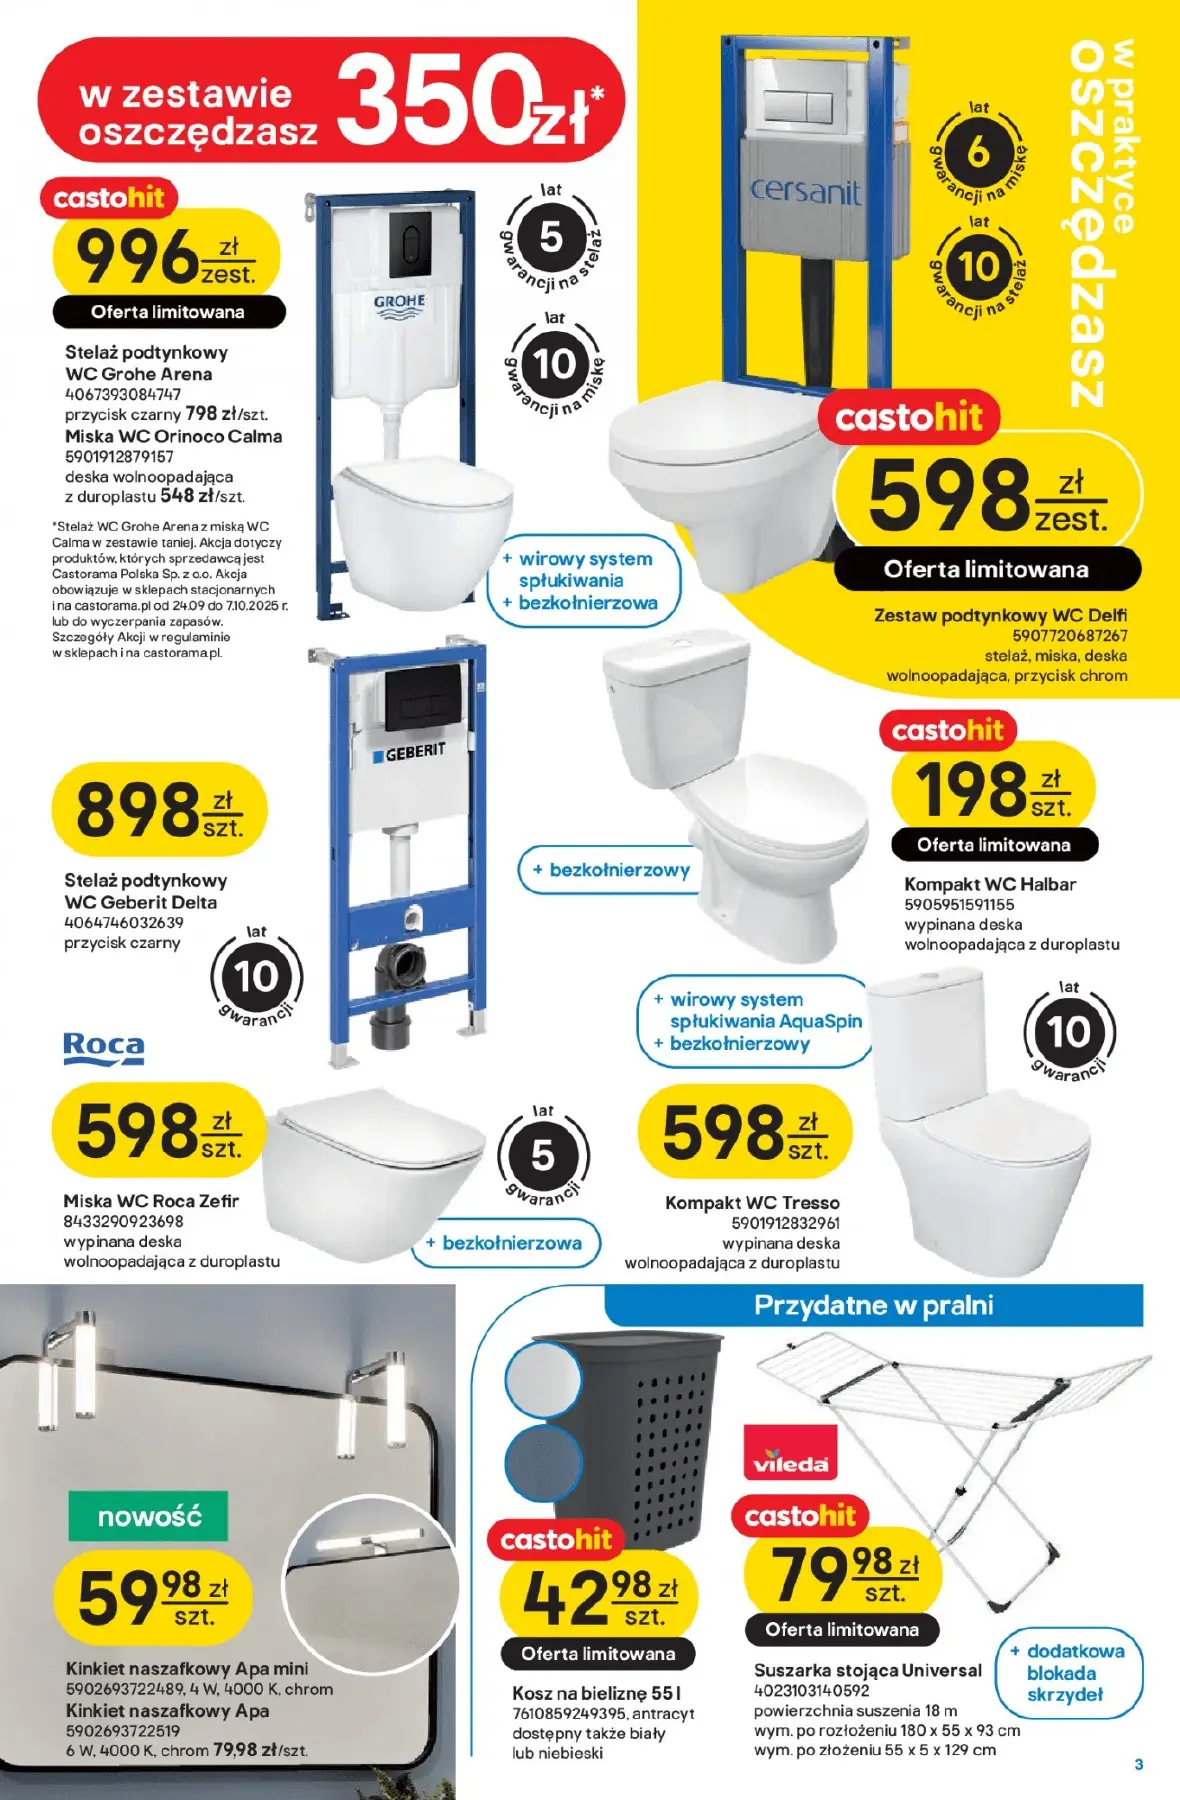 w zestawie
oszczędzasz
350zł*
castohit
996 zł
zest.
Oferta limitowana
Stelaż podtynkowy
WC Grohe Arena
4067393084747
przycisk czarny 798 zł/szt.
Miska WC Orinoco Calma
5901912879157
deska wolnoopadająca
z duroplastu 548 zł/szt.
*Stelaż WC Grohe Arena z miską WC
Calma w zestawie taniej. Akcja dotyczy
produktów, których sprzedawcą jest
Castorama Polska Sp. z o.o. Akcja
obowiązuje w sklepach stacjonarnych
i na castorama.pl od 24.09 do 7.10.2025 r.
lub do wyczerpania zapasów.
Szczegóły Akcji w regulaminie
w sklepach i na castorama.pl.
GROHE
lat
5
gwarancji na stelaż
lat
10
gwarancji na miskę
+ wirowy system
spłukiwania
+ bezkołnierzowa
w praktyce
oszczędzasz
cersanit
lat
6
gwarancji na miskę
lat
10
gwarancji na stelaż
castohit
598 zł
zest.
Oferta limitowana
Zestaw podtynkowy WC Delfi
5907720687267
stelaż, miska, deska
wolnoopadająca, przycisk chrom
898 zł
szt.
Stelaż podtynkowy
WC Geberit Delta
4064746032639
przycisk czarny
GEBERIT
lat
10
gwarancji
+ bezkołnierzowy
castohit
198 zł
szt.
Oferta limitowana
Kompakt WC Halbar
5905951591155
wypinana deska
wolnoopadająca z duroplastu
Roca
598 zł
szt.
Miska WC Roca Zefir
8433290923698
wypinana deska
wolnoopadająca z duroplastu
lat
5
gwarancji
+ bezkołnierzowa
+ wirowy system
spłukiwania AquaSpin
+ bezkołnierzowy
lat
10
gwarancji
598 zł
szt.
Kompakt WC Tresso
5901912832961
wypinana deska
wolnoopadająca z duroplastu
nowość
59 98 zł
szt.
Kinkiet naszafkowy Apa mini
5902693722489, 4 W, 4000 K, chrom
Kinkiet naszafkowy Apa
5902693722519
6 W, 4000 K, chrom 79,98 zł/szt.
Przydatne w pralni
castohit
42 98 zł
szt.
Oferta limitowana
Kosz na bieliznę 55 l
7610859249395, antracyt
dostępny także biały
lub niebieski
vileda
castohit
79 98 zł
szt.
Oferta limitowana
Suszarka stojąca Universal
4023103140592
powierzchnia suszenia 18 m
wym. po rozłożeniu 180 x 55 x 93 cm
wym. po złożeniu 55 x 5 x 129 cm
+ dodatkowa
blokada
skrzydeł
3